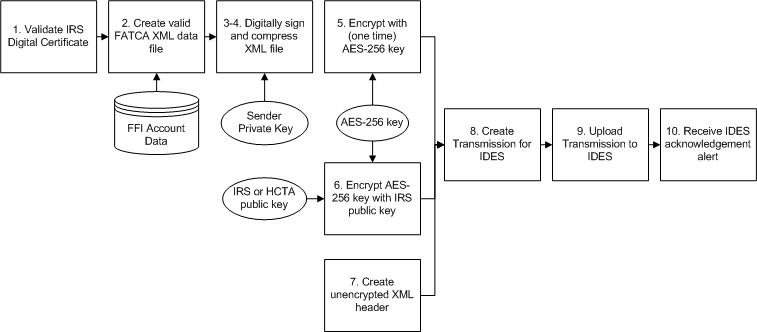 1. Validate IRS
Digital Certificate
2. Create valid
FATCA XML data
file
3-4. Digitally sign
and compress
XML file
5. Encrypt with
(one time)
AES-256 key
FFI Account
Data
Sender
Private Key
AES-256 key
IRS or HCTA
public key
6. Encrypt AES-
256 key with IRS
public key
7. Create
unencrypted XML
header
8. Create
Transmission for
IDES
9. Upload
Transmission to
IDES
10. Receive IDES
acknowledgement
alert